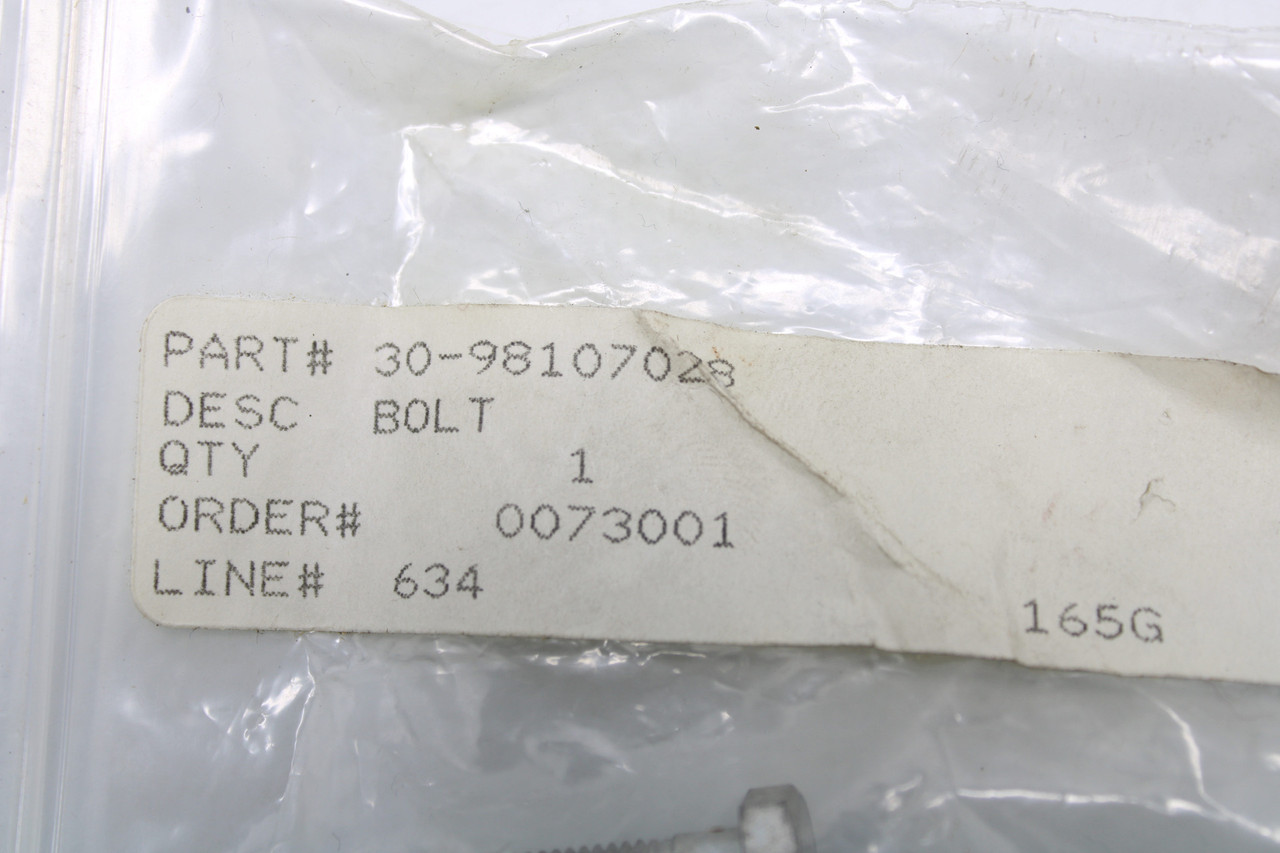 PART# 30-98107028
DESC BOLT
QTY 1
ORDER# 0073001
LINE# 634
165G